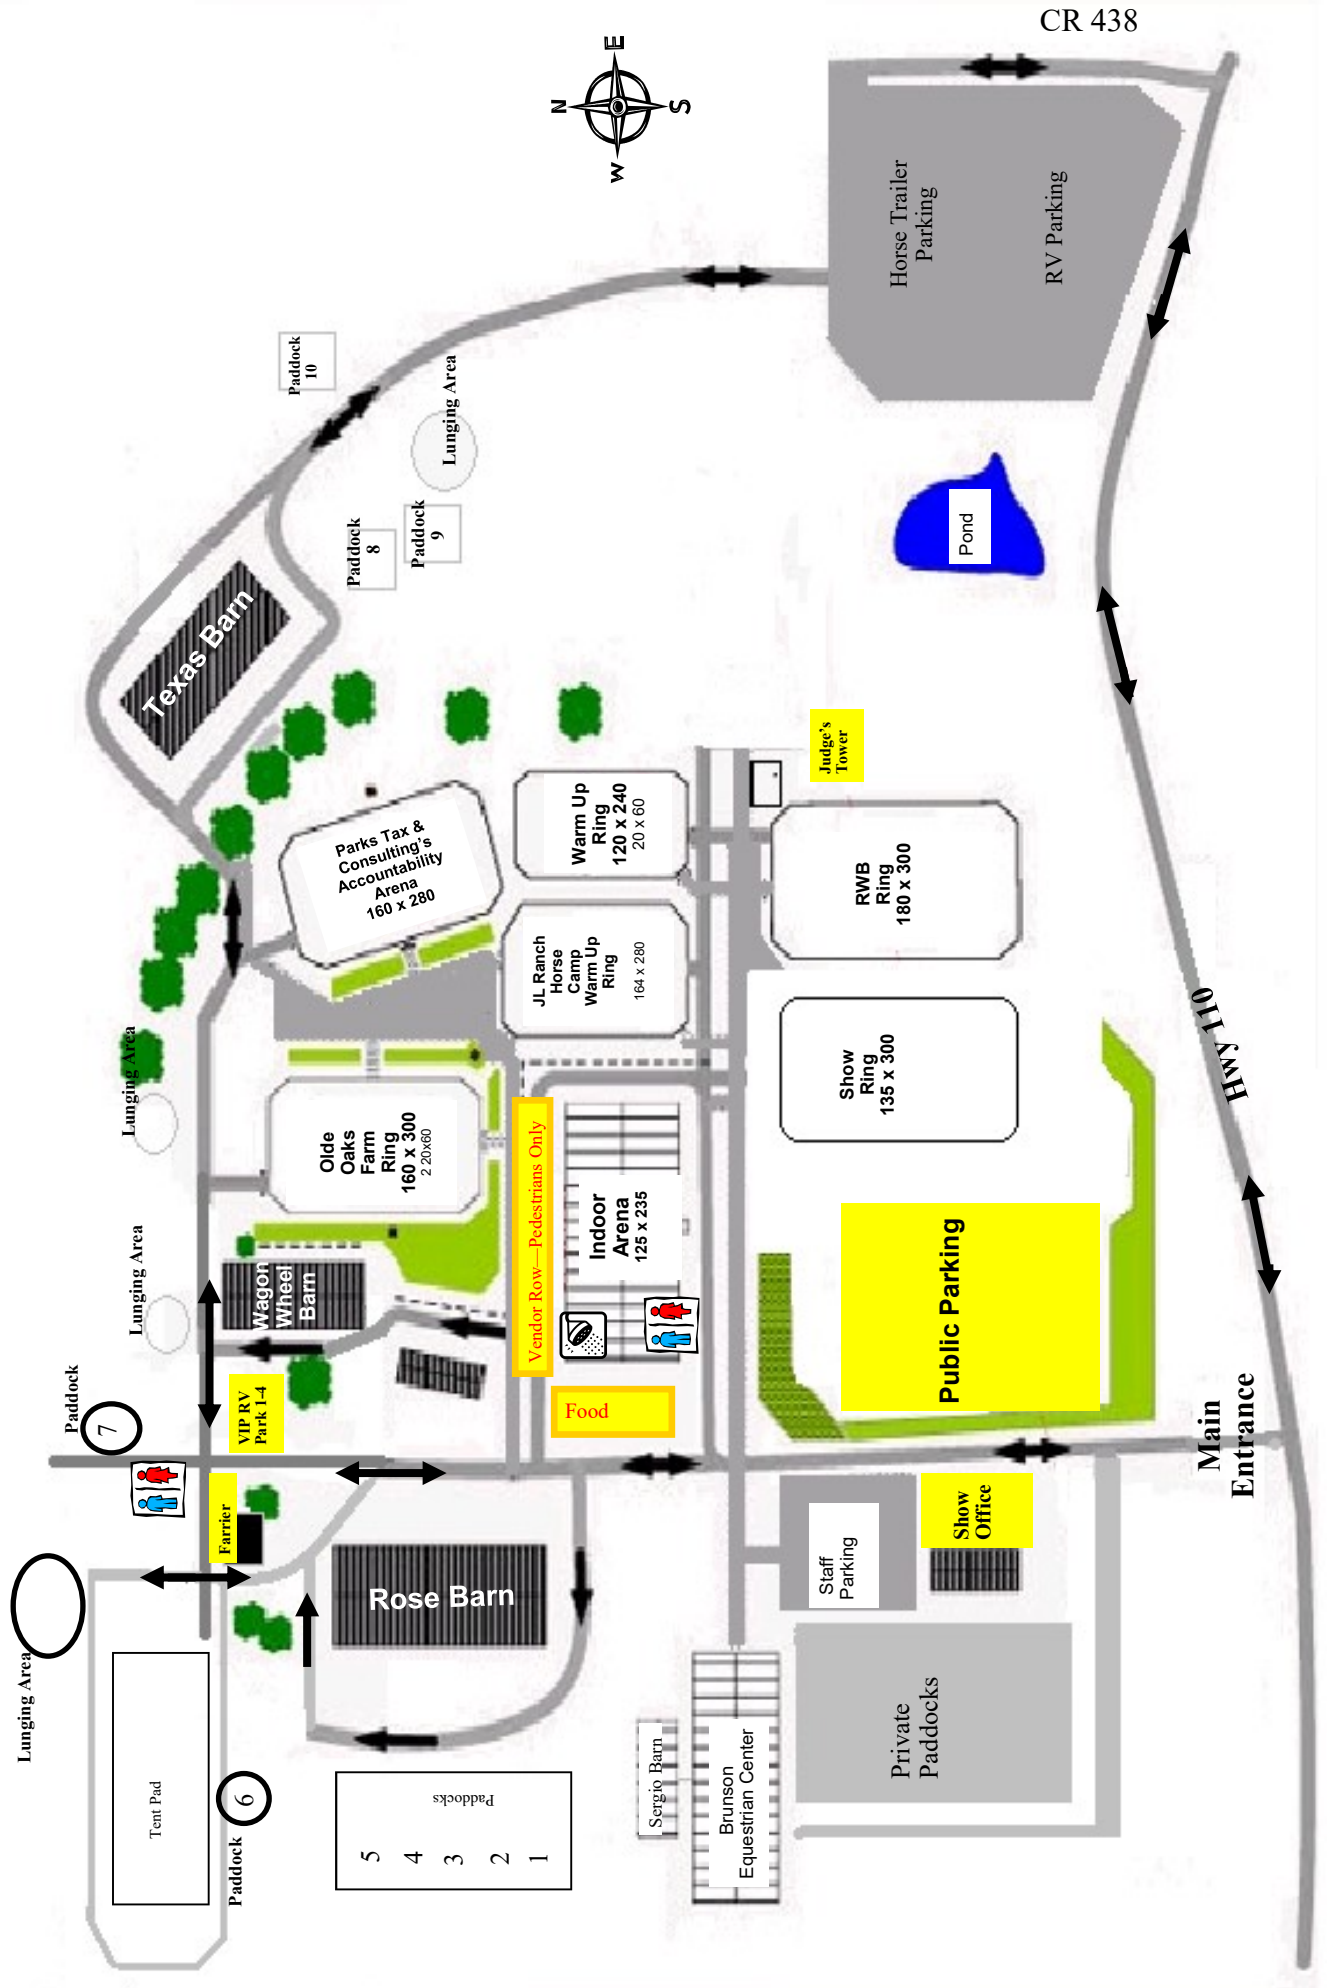 CR 438
E
N
S
W
Horse Trailer
Parking
RV Parking
Paddock
10
Lunging Area
Paddock
9
Paddock
8
Pond
Texas Barn
Judge's
Tower
Parks Tax &
Consulting's
Accountability
Arena
160 x 280
Warm Up
Ring
120 x 240
20 x 60
RWB
Ring
180 x 300
JL Ranch
Horse
Camp
Warm Up
Ring
164 x 280
Show
Ring
135 x 300
Hwy 110
Lunging Area
Olde
Oaks
Farm
Ring
160 x 300
2 20x60
Vendor Row—Pedestrians Only
Indoor
Arena
125 x 235
Public Parking
Lunging Area
Wagon
Wheel
Barn
VIP RV
Park 1-4
Food
Main
Entrance
Paddock
7
Farrier
Show
Office
Staff
Parking
Rose Barn
Lunging Area
Tent Pad
Paddock
6
Paddocks
5
4
3
2
1
Sergio Barn
Brunson
Equestrian Center
Private
Paddocks